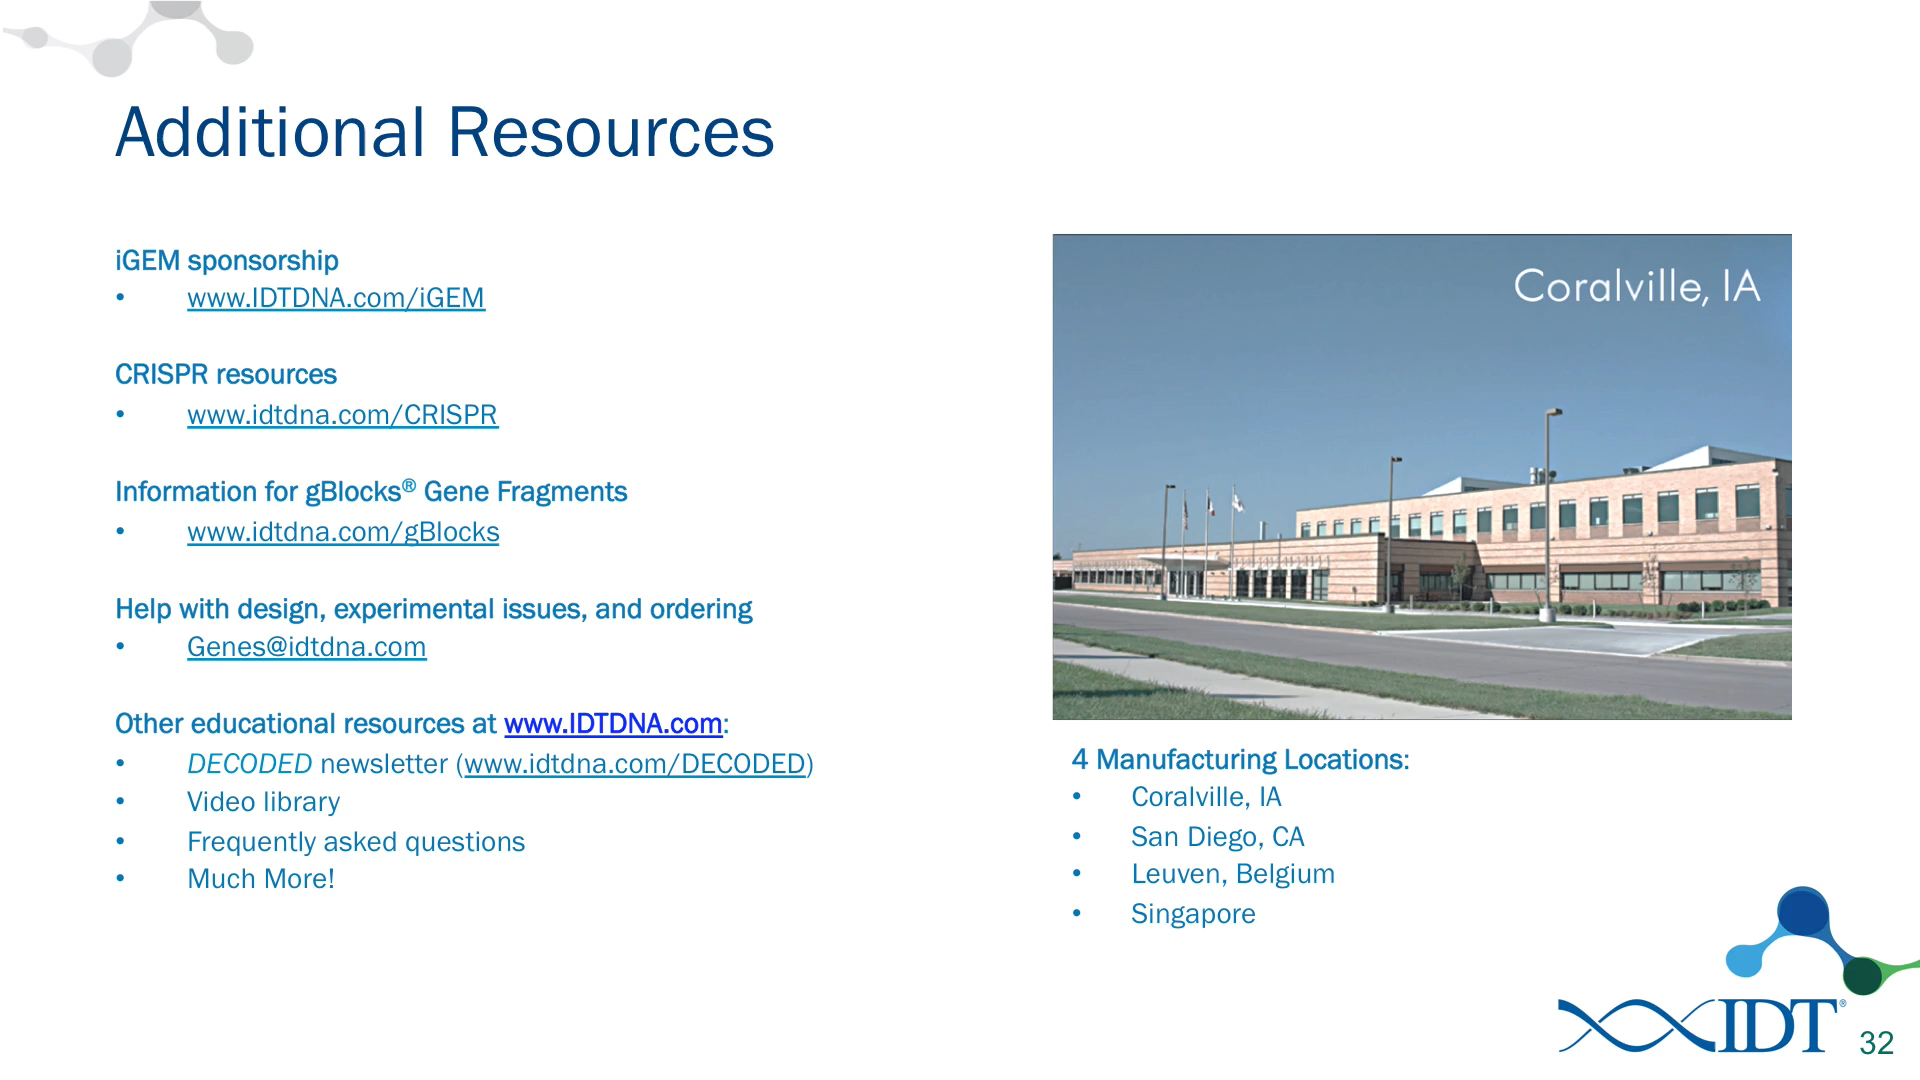 Additional Resources
iGEM sponsorship
• www.IDTDNA.com/iGEM
CRISPR resources
• www.idtdna.com/CRISPR
Information for gBlocks® Gene Fragments
• www.idtdna.com/gBlocks
Help with design, experimental issues, and ordering
• Genes@idtdna.com
Other educational resources at www.IDTDNA.com:
• DECODED newsletter (www.idtdna.com/DECODED)
• Video library
• Frequently asked questions
• Much More!
Coralville, IA
4 Manufacturing Locations:
• Coralville, IA
• San Diego, CA
• Leuven, Belgium
• Singapore
IDT®
32